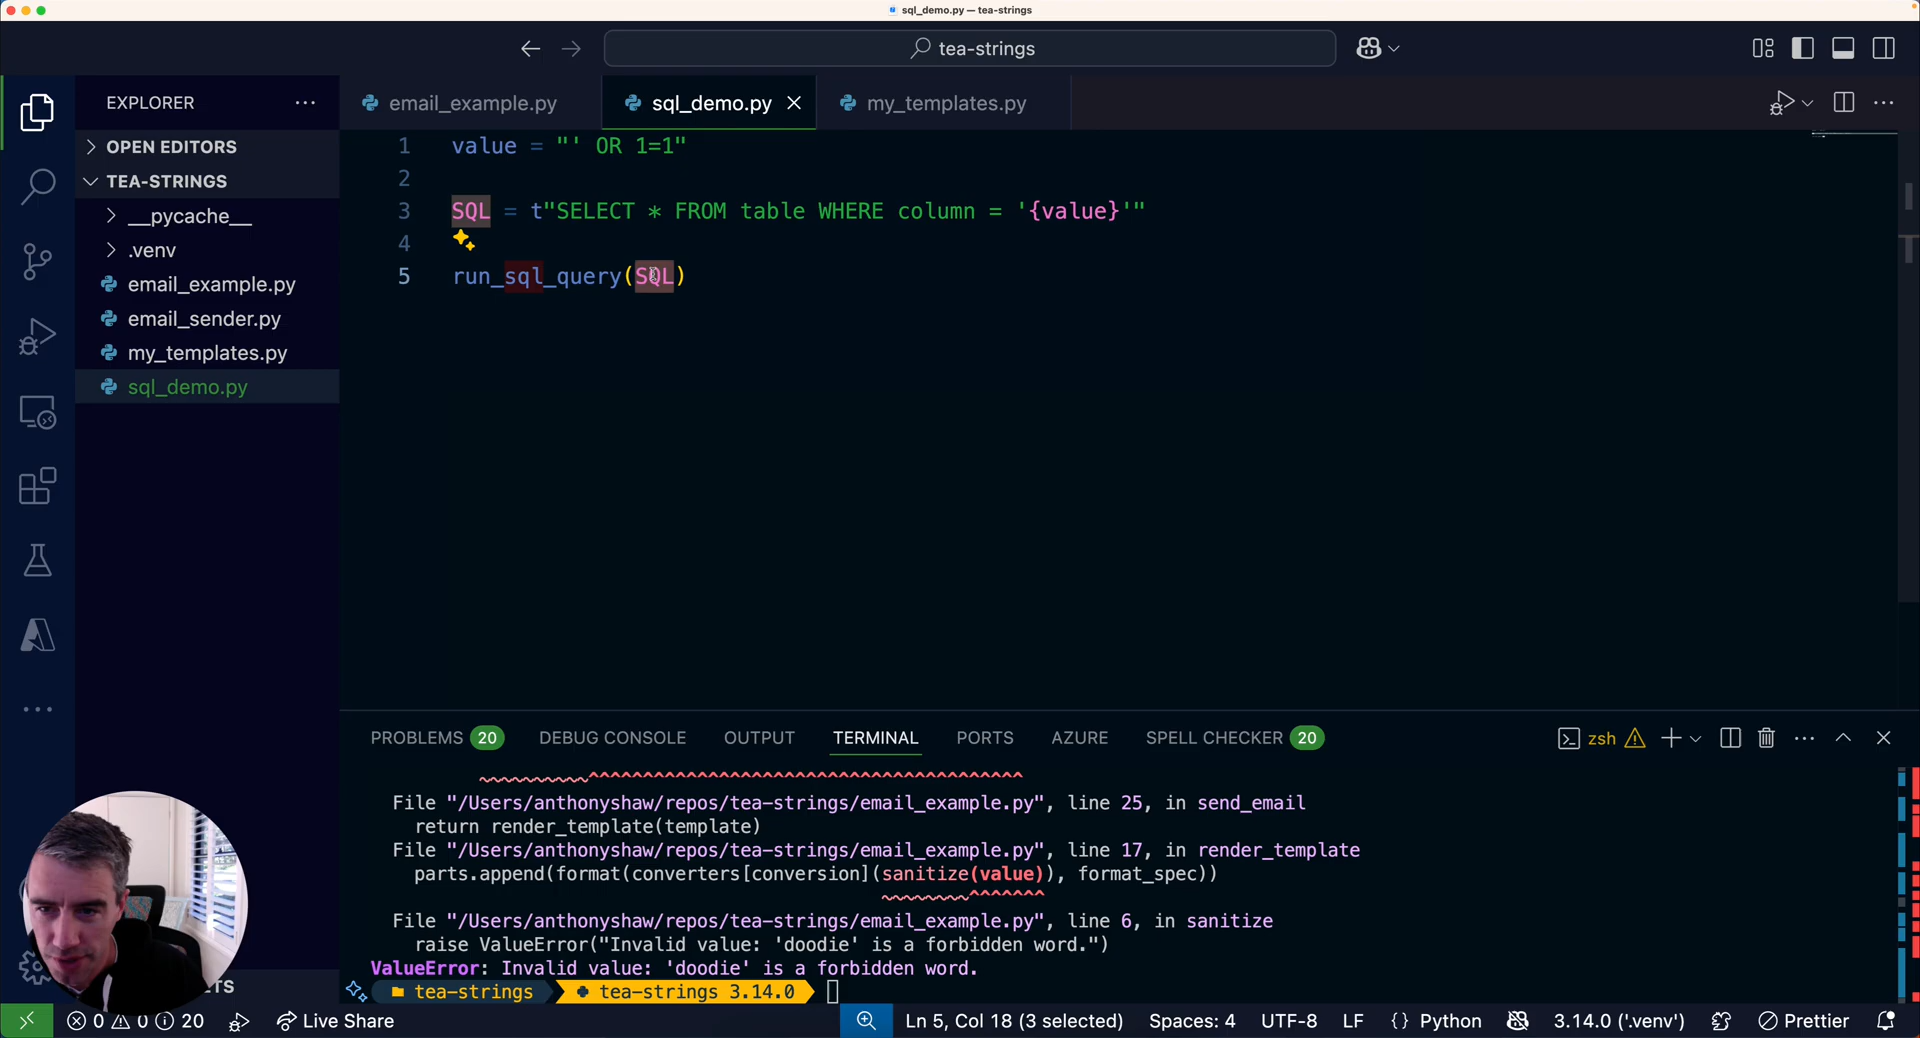 sql_demo.py — tea-strings
tea-strings
EXPLORER
email_example.py
sql_demo.py
my_templates.py
OPEN EDITORS
TEA-STRINGS
__pycache__
.venv
email_example.py
email_sender.py
my_templates.py
sql_demo.py
1 value = "' OR 1=1"
2
3 SQL = t"SELECT * FROM table WHERE column = '{value}'"
4
5 run_sql_query(SQL)
PROBLEMS 20 DEBUG CONSOLE OUTPUT TERMINAL PORTS AZURE SPELL CHECKER 20
zsh
~~~~~~~~~~^^^^^^^^^^^^^^^^^^^^^^^^^^^^^^^^^^^^^^
File "/Users/anthonyshaw/repos/tea-strings/email_example.py", line 25, in send_email
return render_template(template)
File "/Users/anthonyshaw/repos/tea-strings/email_example.py", line 17, in render_template
parts.append(format(converters[conversion](sanitize(value)), format_spec))
~~~~~~~~^^^^^^^
File "/Users/anthonyshaw/repos/tea-strings/email_example.py", line 6, in sanitize
raise ValueError("Invalid value: 'doodie' is a forbidden word.")
ValueError: Invalid value: 'doodie' is a forbidden word.
tea-strings tea-strings 3.14.0
0 0 20 Live Share Ln 5, Col 18 (3 selected) Spaces: 4 UTF-8 LF {} Python 3.14.0 ('.venv') Prettier